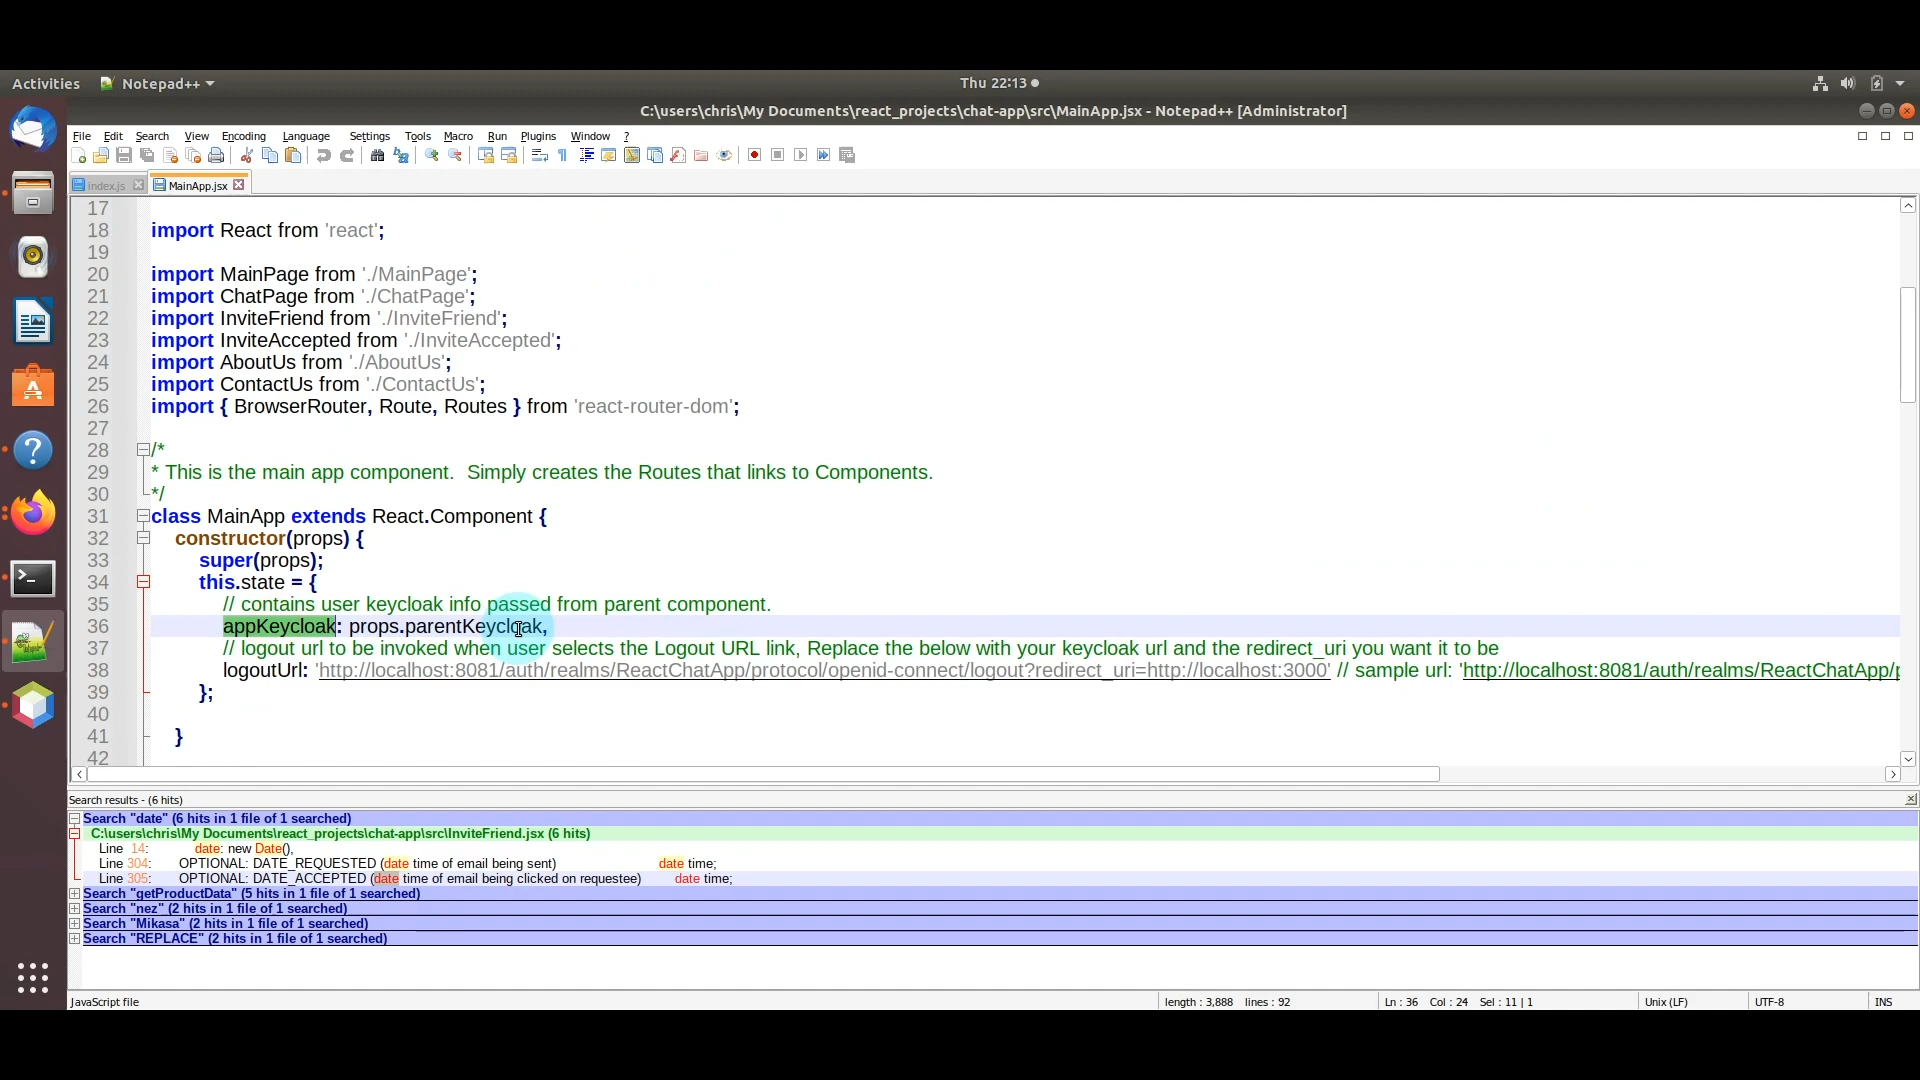 Activities Notepad++ Thu 22:13
C:\users\chris\My Documents\react_projects\chat-app\src\MainApp.jsx - Notepad++ [Administrator]
File Edit Search View Encoding Language Settings Tools Macro Run Plugins Window ?
index.js MainApp.jsx
17
18 import React from 'react';
19
20 import MainPage from './MainPage';
21 import ChatPage from './ChatPage';
22 import InviteFriend from './InviteFriend';
23 import InviteAccepted from './InviteAccepted';
24 import AboutUs from './AboutUs';
25 import ContactUs from './ContactUs';
26 import { BrowserRouter, Route, Routes } from 'react-router-dom';
27
28 /*
29 * This is the main app component.  Simply creates the Routes that links to Components.
30 */
31 class MainApp extends React.Component {
32 constructor(props) {
33 super(props);
34 this.state = {
35 // contains user keycloak info passed from parent component.
36 appKeycloak: props.parentKeycloak,
37 // logout url to be invoked when user selects the Logout URL link, Replace the below with your keycloak url and the redirect_uri you want it to be
38 logoutUrl: 'http://localhost:8081/auth/realms/ReactChatApp/protocol/openid-connect/logout?redirect_uri=http://localhost:3000' // sample url: 'http://localhost:8081/auth/realms/ReactChatApp/p
39 };
40
41 }
42
Search results - (6 hits)
Search "date" (6 hits in 1 file of 1 searched)
C:\users\chris\My Documents\react_projects\chat-app\src\InviteFriend.jsx (6 hits)
Line 14: date: new Date(),
Line 304: OPTIONAL: DATE_REQUESTED (date time of email being sent) date time;
Line 305: OPTIONAL: DATE_ACCEPTED (date time of email being clicked on requestee) date time;
Search "getProductData" (5 hits in 1 file of 1 searched)
Search "nez" (2 hits in 1 file of 1 searched)
Search "Mikasa" (2 hits in 1 file of 1 searched)
Search "REPLACE" (2 hits in 1 file of 1 searched)
JavaScript file length : 3,888 lines : 92 Ln : 36 Col : 24 Sel : 11 | 1 Unix (LF) UTF-8 INS